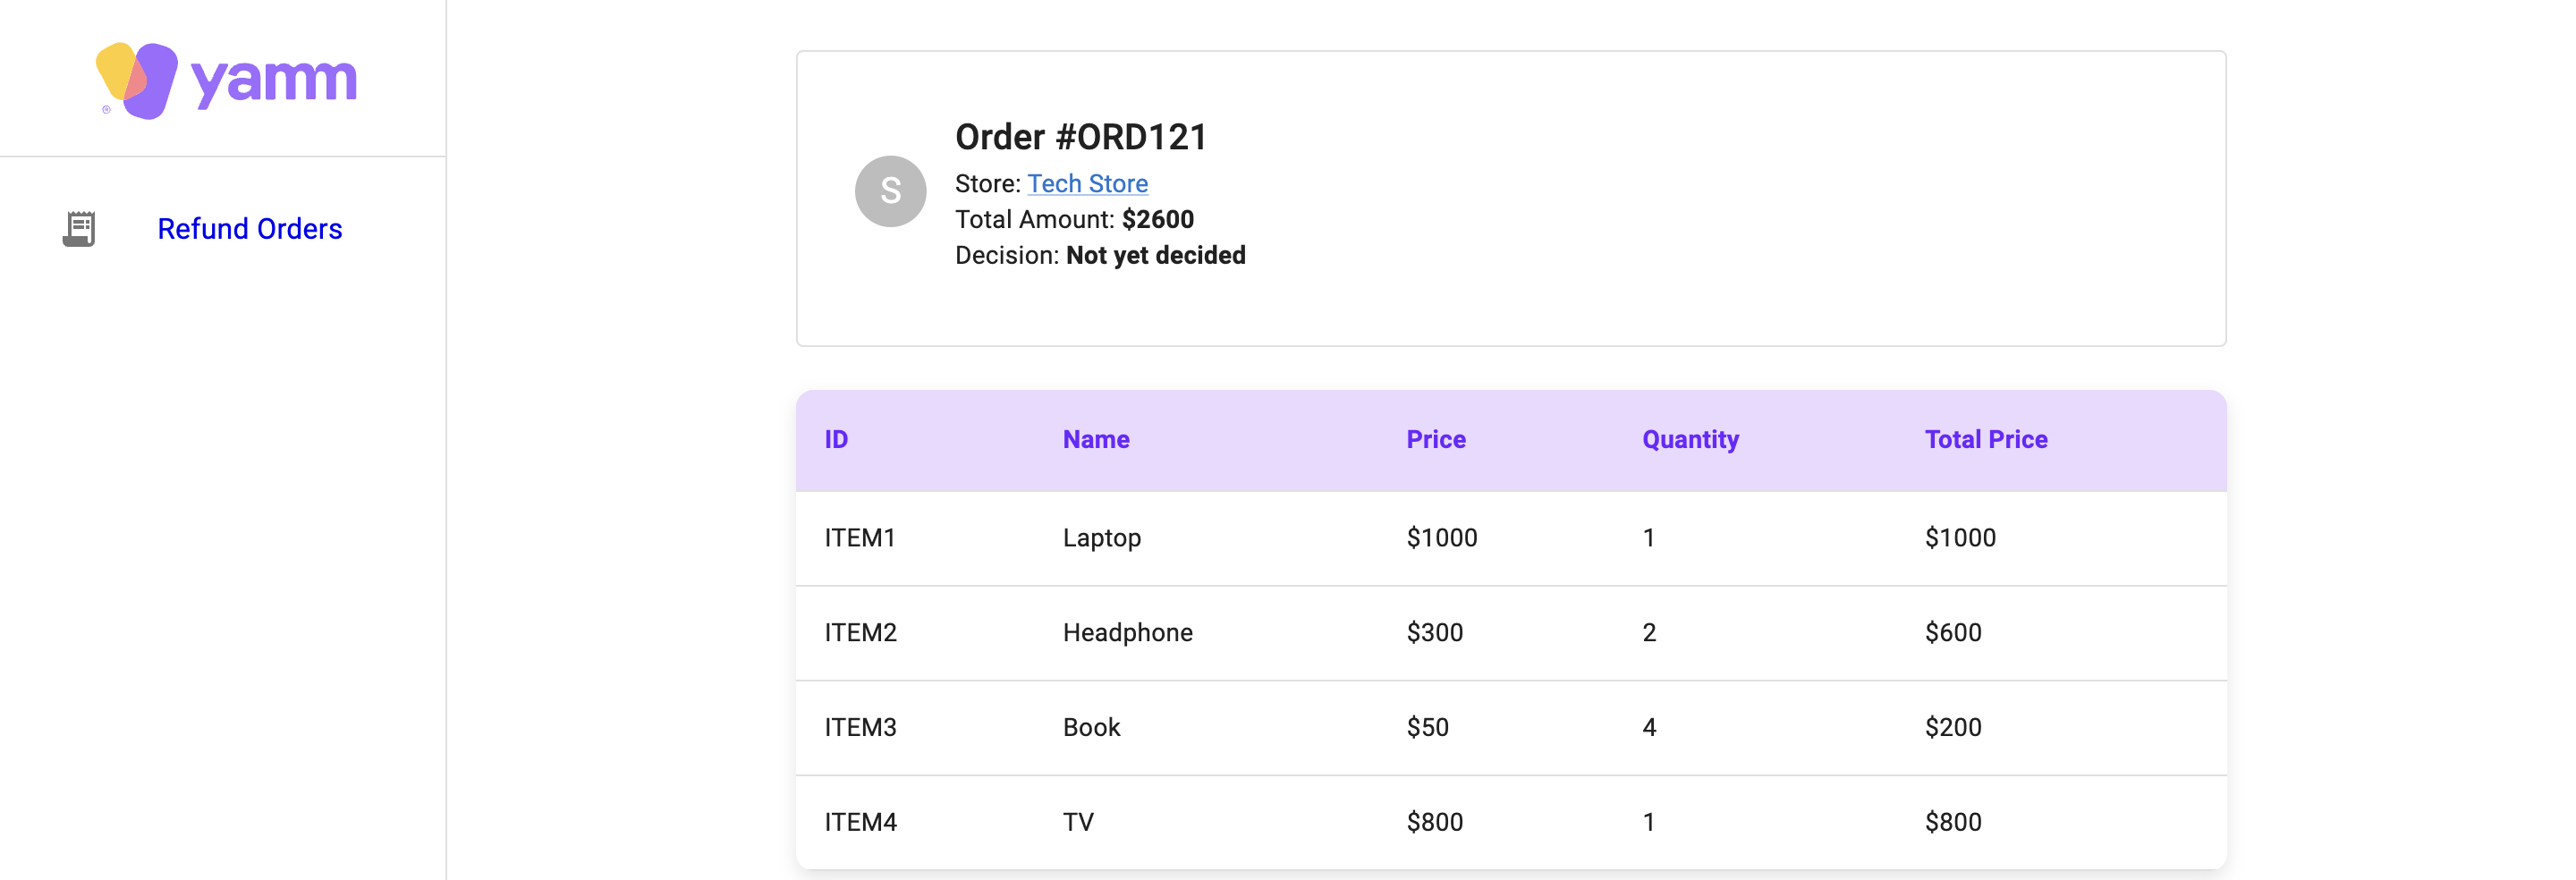 yamm
®
Refund Orders
S
Order #ORD121
Store: Tech Store
Total Amount: $2600
Decision: Not yet decided
ID Name Price Quantity Total Price
ITEM1 Laptop $1000 1 $1000
ITEM2 Headphone $300 2 $600
ITEM3 Book $50 4 $200
ITEM4 TV $800 1 $800